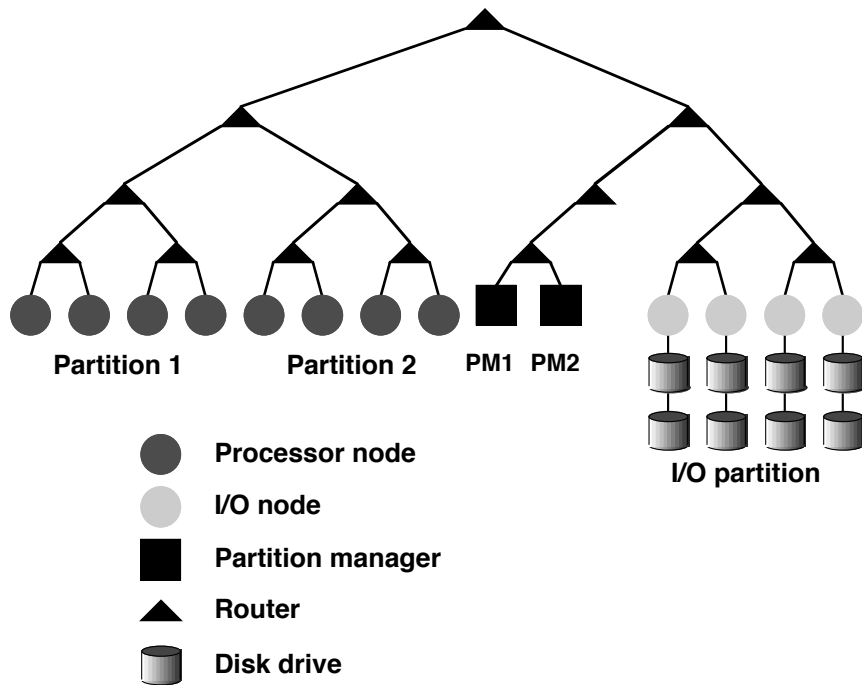 Partition 1
Partition 2
PM1
PM2
I/O partition
Processor node
I/O node
Partition manager
Router
Disk drive